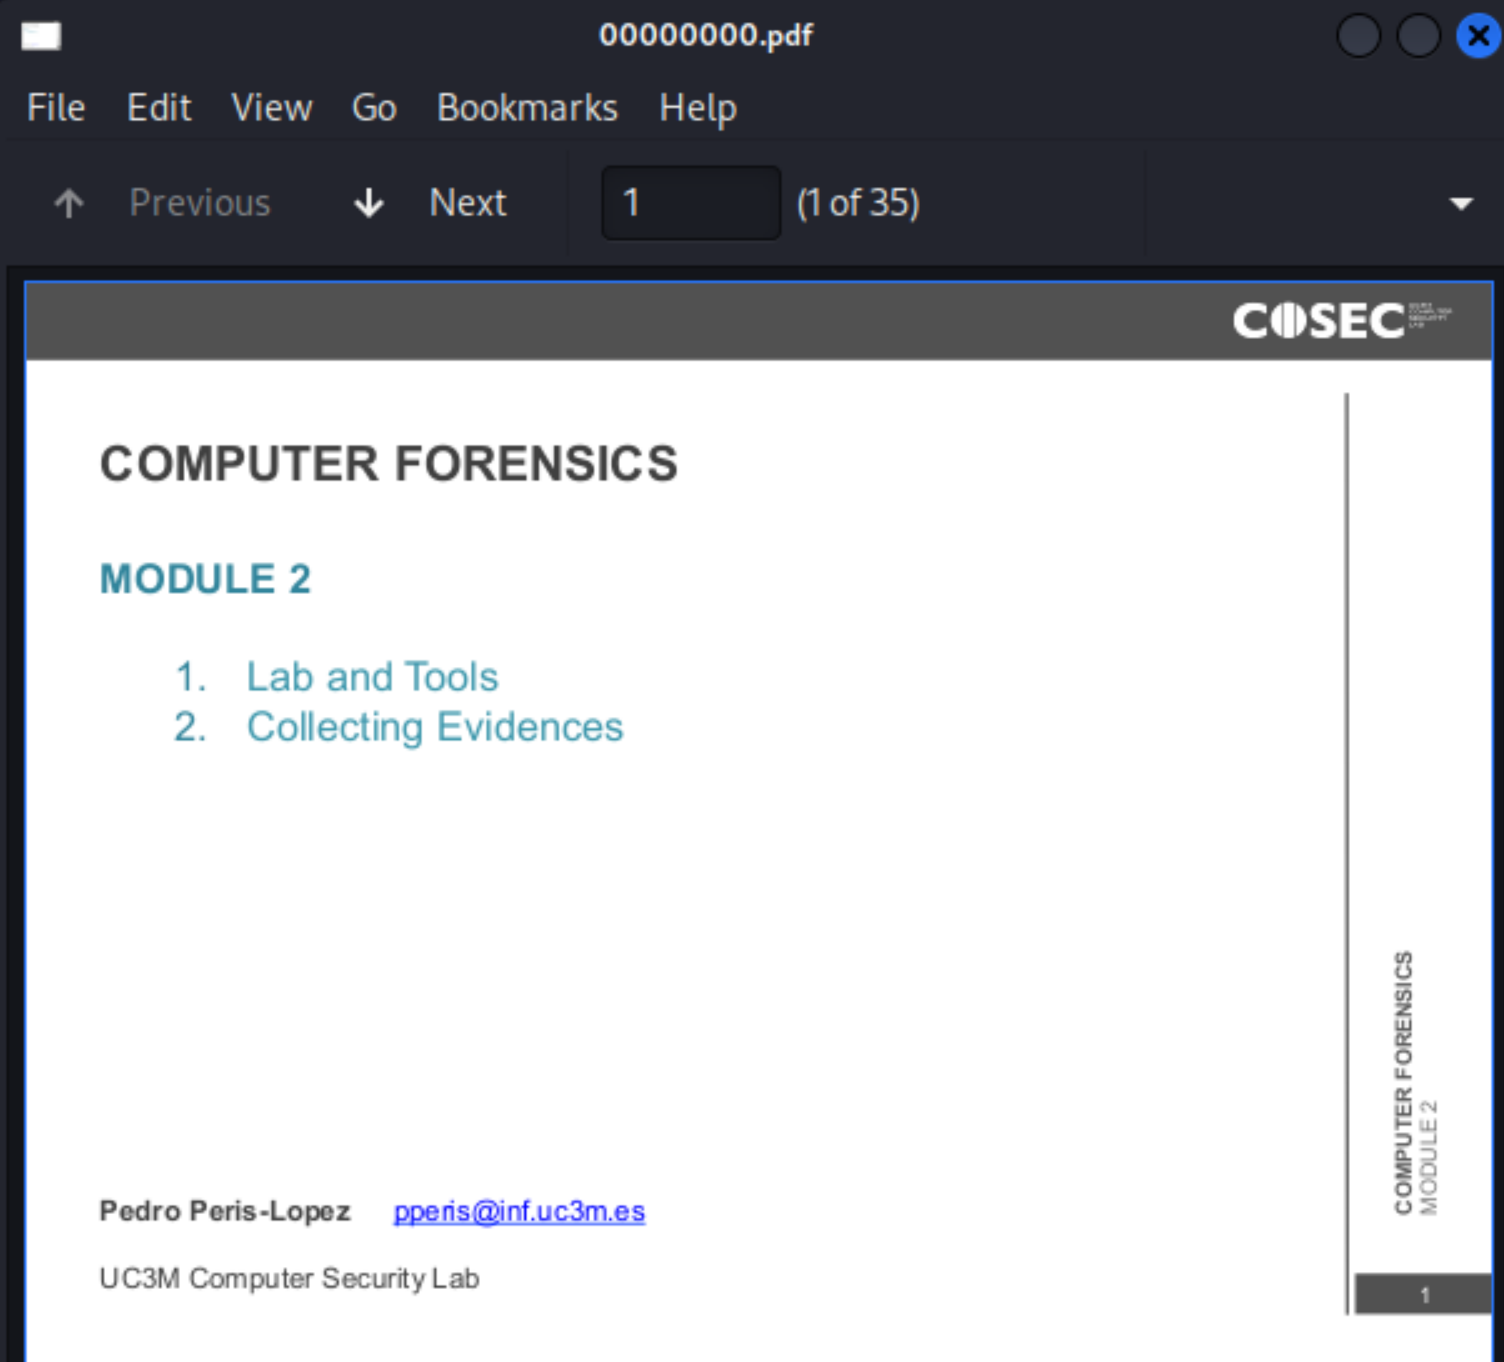 00000000.pdf
File Edit View Go Bookmarks Help
Previous Next 1 (1 of 35)
COSEC
COMPUTER FORENSICS
MODULE 2
1. Lab and Tools
2. Collecting Evidences
Pedro Peris-Lopez pperis@inf.uc3m.es
UC3M Computer Security Lab
COMPUTER FORENSICS
MODULE 2
1